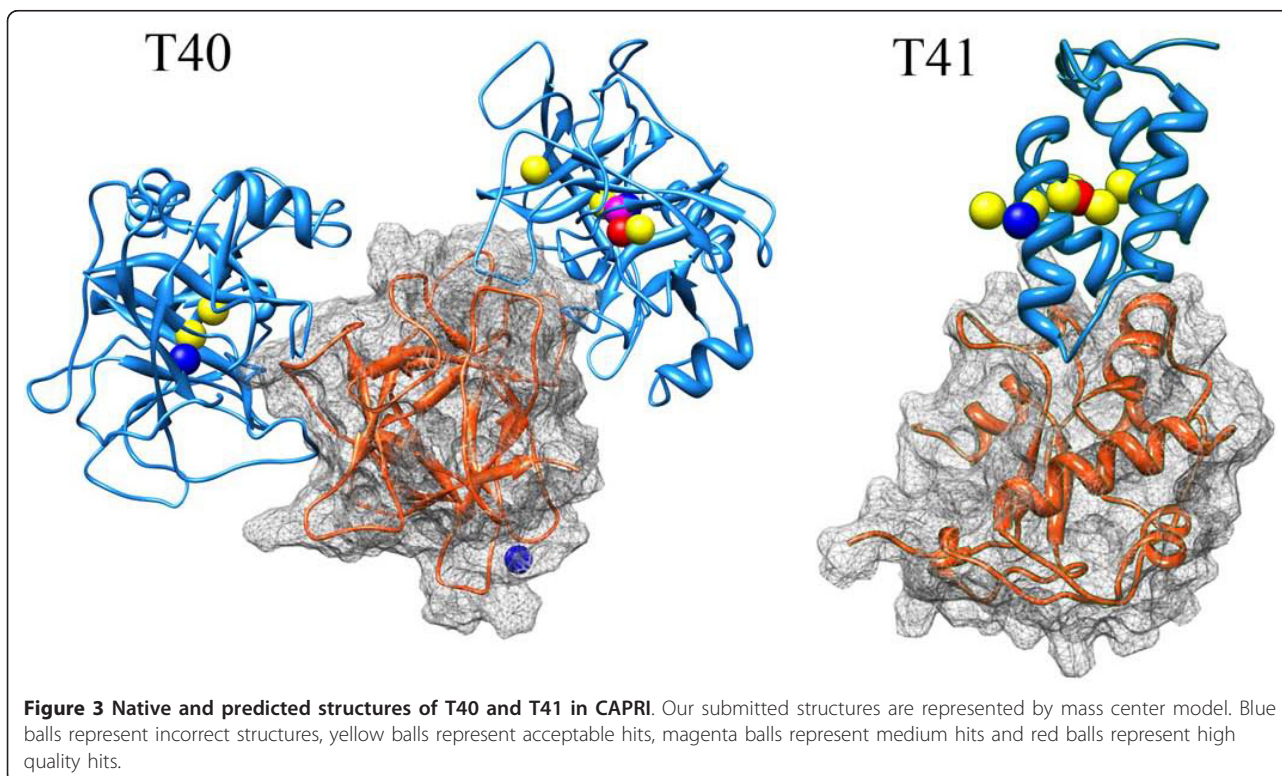 T40
T41
Figure 3 Native and predicted structures of T40 and T41 in CAPRI. Our submitted structures are represented by mass center model. Blue
balls represent incorrect structures, yellow balls represent acceptable hits, magenta balls represent medium hits and red balls represent high
quality hits.